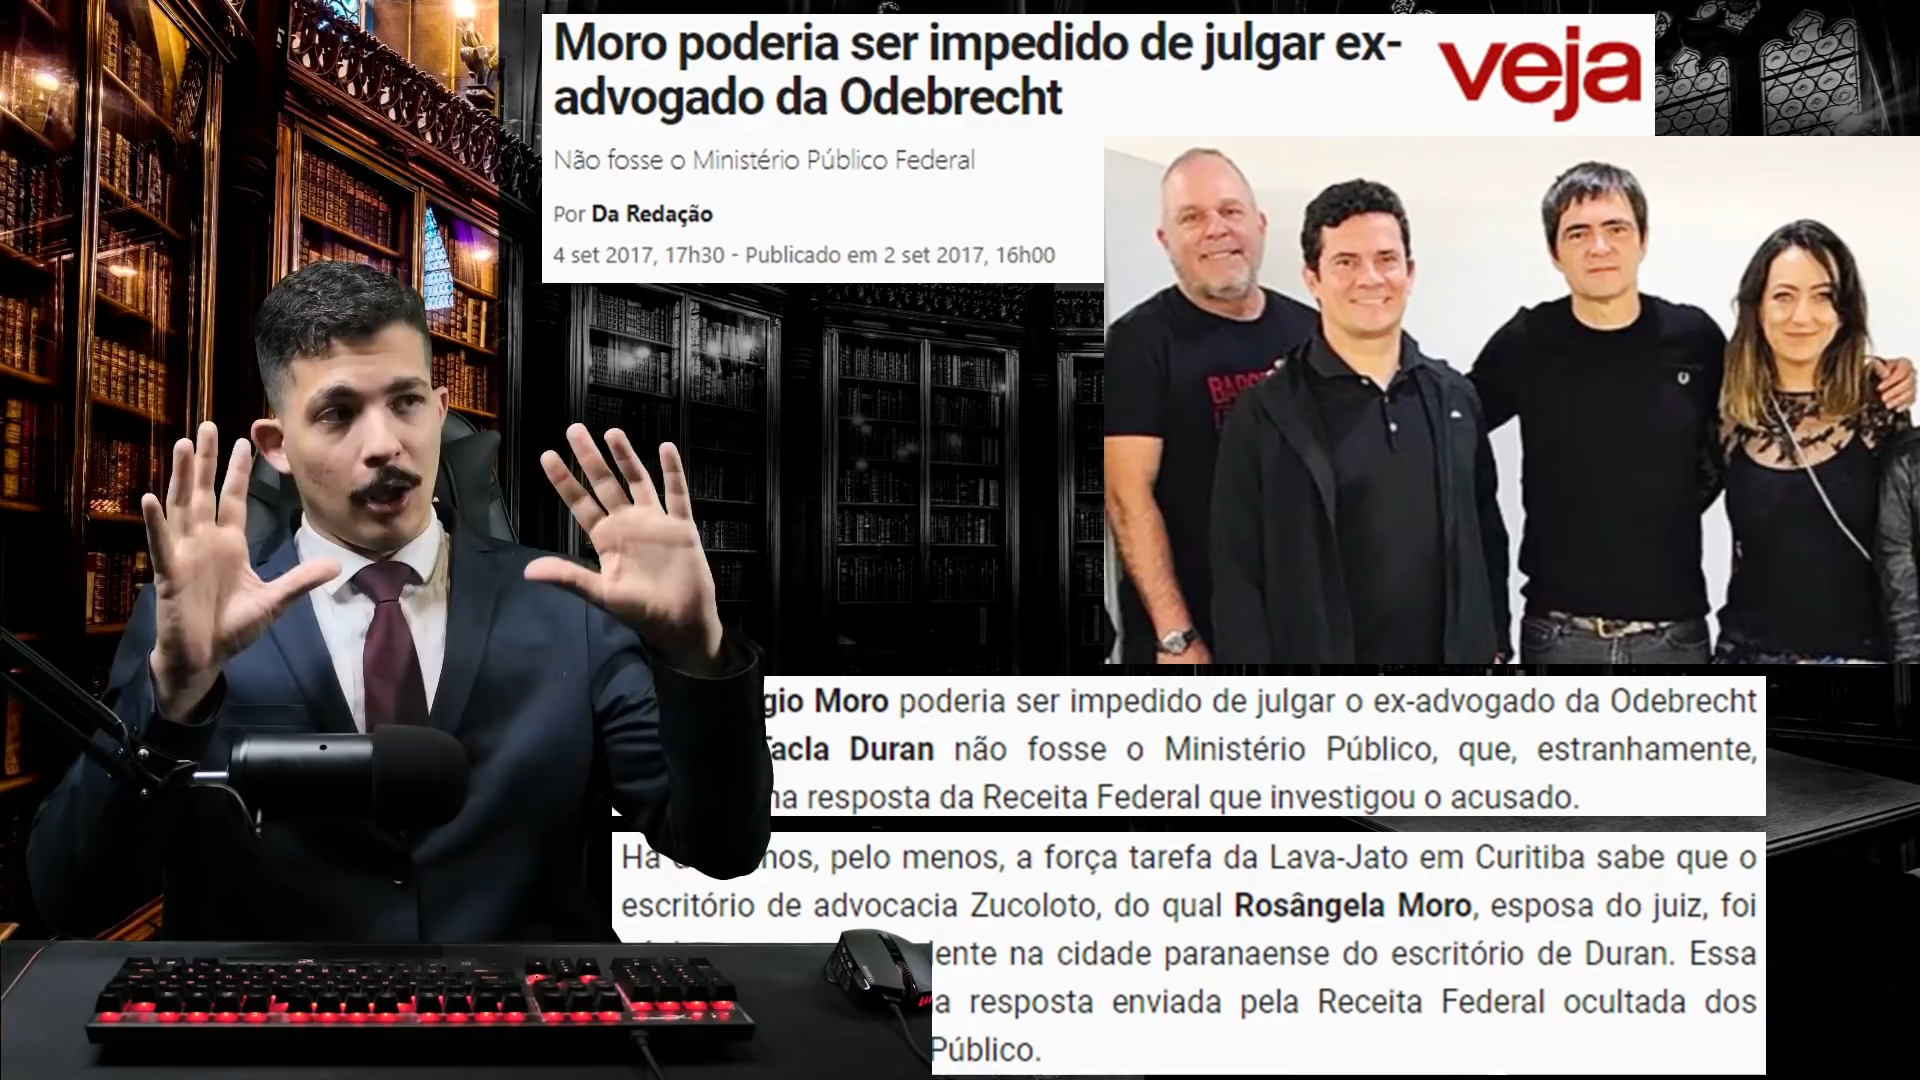 Moro poderia ser impedido de julgar ex-
advogado da Odebrecht
veja
Não fosse o Ministério Público Federal
Por Da Redação
4 set 2017, 17h30 - Publicado em 2 set 2017, 16h00
gio Moro poderia ser impedido de julgar o ex-advogado da Odebrecht
Tacla Duran não fosse o Ministério Público, que, estranhamente,
na resposta da Receita Federal que investigou o acusado.
Há nos, pelo menos, a força tarefa da Lava-Jato em Curitiba sabe que o
escritório de advocacia Zucoloto, do qual Rosângela Moro, esposa do juiz, foi
ente na cidade paranaense do escritório de Duran. Essa
a resposta enviada pela Receita Federal ocultada dos
Público.